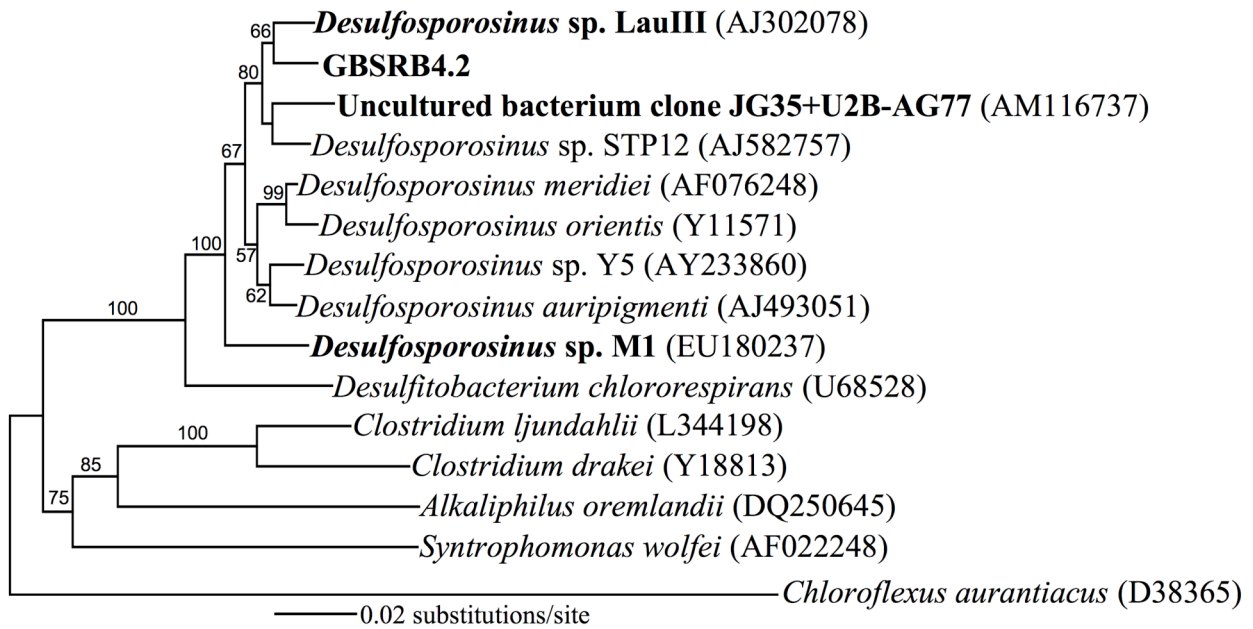 66
Desulfosporosinus sp. LauIII (AJ302078)
GBSRB4.2
80
Uncultured bacterium clone JG35+U2B-AG77 (AM116737)
67
Desulfosporosinus sp. STP12 (AJ582757)
99
Desulfosporosinus meridiei (AF076248)
Desulfosporosinus orientis (Y11571)
100
57
Desulfosporosinus sp. Y5 (AY233860)
62
Desulfosporosinus auripigmenti (AJ493051)
100
Desulfosporosinus sp. M1 (EU180237)
Desulfitobacterium chlororespirans (U68528)
Clostridium ljundahlii (L344198)
100
Clostridium drakei (Y18813)
85
Alkaliphilus oremlandii (DQ250645)
75
Syntrophomonas wolfei (AF022248)
Chloroflexus aurantiacus (D38365)
0.02 substitutions/site